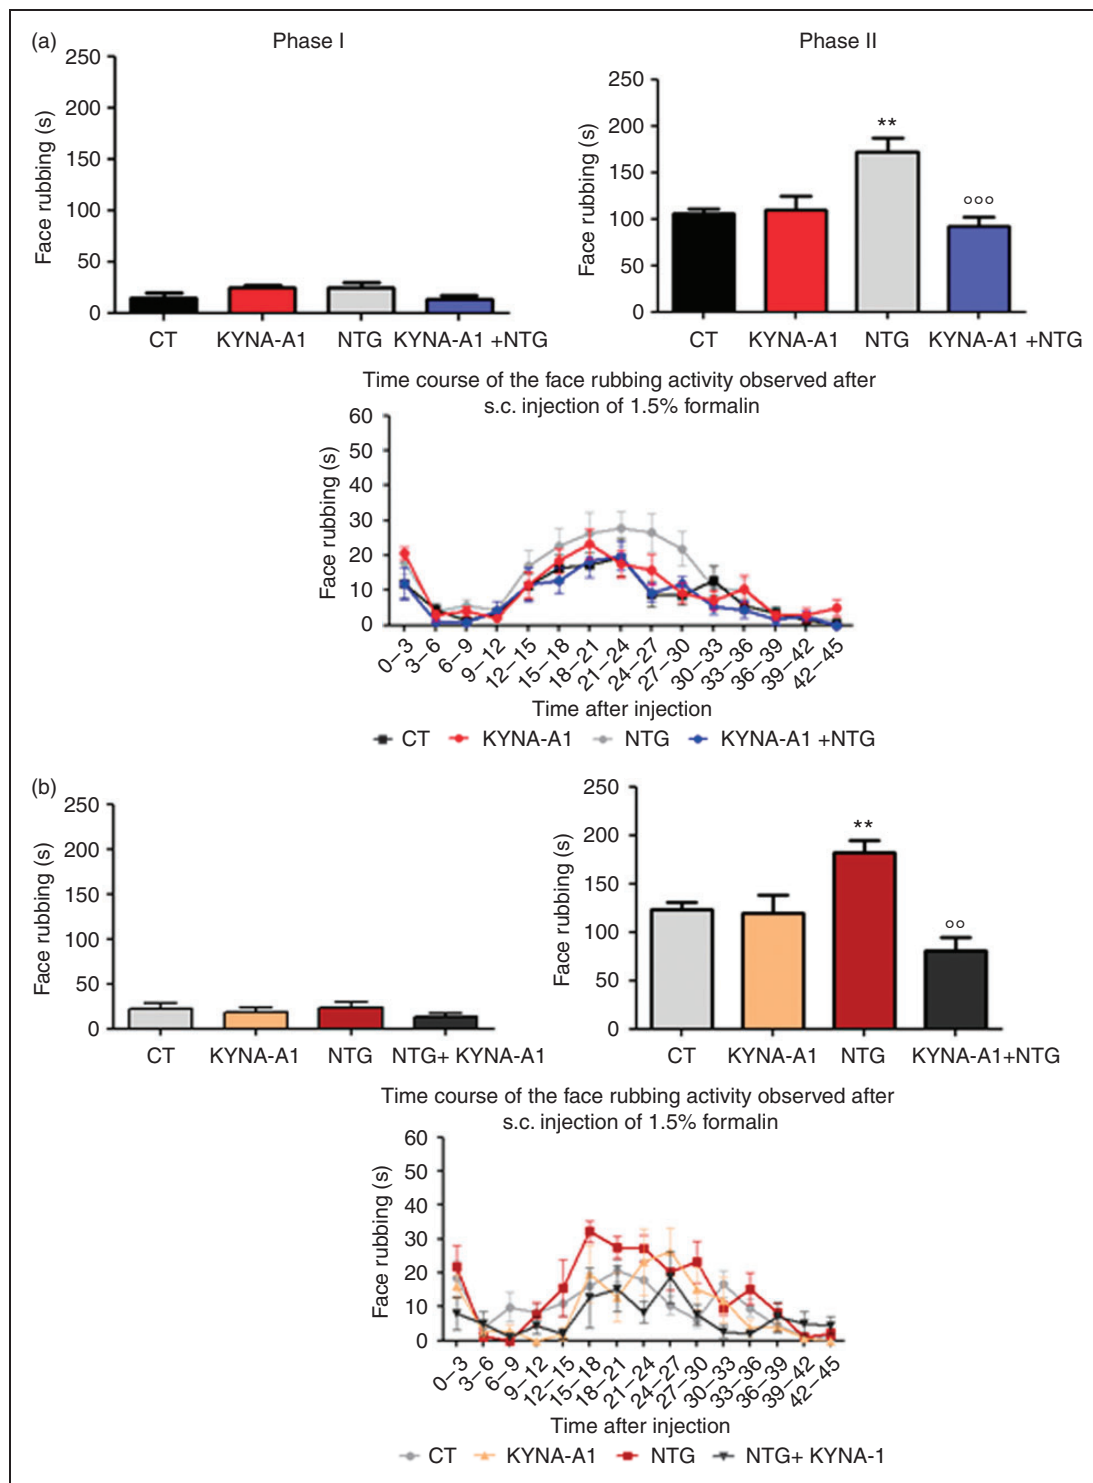 (a)
Phase I
250
200
150
100
50
0
Face rubbing (s)
CT KYNA-A1 NTG KYNA-A1 +NTG
Phase II
250
200
150
100
50
0
Face rubbing (s)
**
°°°
CT KYNA-A1 NTG KYNA-A1 +NTG
Time course of the face rubbing activity observed after
s.c. injection of 1.5% formalin
60
50
40
30
20
10
0
Face rubbing (s)
0–3 3–6 6–9 9–12 12–15 15–18 18–21 21–24 24–27 27–30 30–33 33–36 36–39 39–42 42–45
Time after injection
CT KYNA-A1 NTG KYNA-A1 +NTG
(b)
250
200
150
100
50
0
Face rubbing (s)
CT KYNA-A1 NTG NTG+ KYNA-A1
250
200
150
100
50
0
Face rubbing (s)
**
°°
CT KYNA-A1 NTG KYNA-A1+NTG
Time course of the face rubbing activity observed after
s.c. injection of 1.5% formalin
60
50
40
30
20
10
0
Face rubbing (s)
0–3 3–6 6–9 9–12 12–15 15–18 18–21 21–24 24–27 27–30 30–33 33–36 36–39 39–42 42–45
Time after injection
CT KYNA-A1 NTG NTG+ KYNA-1